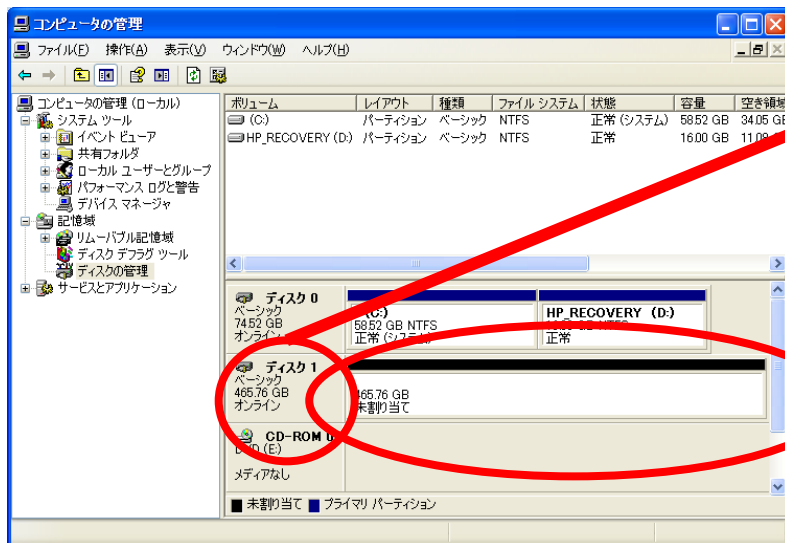 コンピュータの管理
ファイル(F) 操作(A) 表示(V) ウィンドウ(W) ヘルプ(H)
コンピュータの管理 (ローカル)
システム ツール
イベント ビューア
共有フォルダ
ローカル ユーザーとグループ
パフォーマンス ログと警告
デバイス マネージャ
記憶域
リムーバブル記憶域
ディスク デフラグ ツール
ディスクの管理
サービスとアプリケーション
ボリューム レイアウト 種類 ファイル システム 状態 容量 空き領域
(C:) パーティション ベーシック NTFS 正常 (システム) 58.52 GB 34.05 GB
HP_RECOVERY (D:) パーティション ベーシック NTFS 正常 16.00 GB
ディスク 0
ベーシック
74.52 GB
オンライン
(C:)
58.52 GB NTFS
正常 (システム)
HP_RECOVERY (D:)
正常
ディスク 1
ベーシック
465.76 GB
オンライン
465.76 GB
未割り当て
CD-ROM 0
DVD (E:)
メディアなし
未割り当て プライマリ パーティション